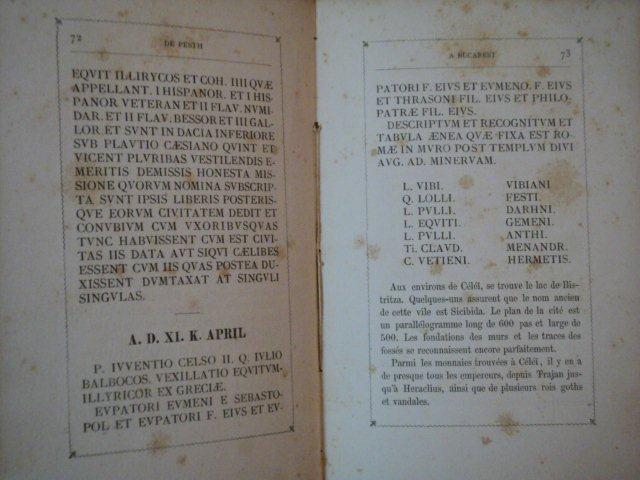 72
DE PESTH
EQVIT ILLIRYCOS ET COH. IIII QVÆ
APPELLANT. I HISPANOR. ET I HIS-
PANOR VETERAN ET II FLAV. NVMI-
DAR. ET II FLAV. BESSOR ET III GAL-
LOR ET SVNT IN DACIA INFERIORE
SVB PLAVTIO CÆSIANO QVINT ET
VICENT PLVRIBVS VESTILENDIS E-
MERITIS DEMISSIS HONESTA MIS-
SIONE QVORVM NOMINA SVBSCRIP-
TA SVNT IPSIS LIBERIS POSTERIS-
QVE EORVM CIVITATEM DEDIT ET
CONVBIVM CVM VXORIBVSQVAS
TVNC HABVISSENT CVM EST CIVI-
TAS IIS DATA AVT SIQVI CÆLIBES
ESSENT CVM IIS QVAS POSTEA DU-
XISSENT DVMTAXAT AT SINGVLI
SINGVLAS.
A. D. XI. K. APRIL
P. IVVENTIO CELSO II. Q. IVLIO
BALBOCOS. VEXILLATIO EQVITVM-
ILLYRICOR EX GRECIÆ.
EVPATORI EVMENI E SEBASTO-
POL ET EVPATORI F. EIVS ET EV-
A BUCAREST
73
PATORI F. EIVS ET EVMENO. F. EIVS
ET THRASONI FIL. EIVS ET PHILO-
PATRÆ FIL. EIVS.
DESCRIPTVM ET RECOGNITVM ET
TABVLA ÆNEA QVÆ FIXA EST RO-
MÆ IN MVRO POST TEMPLVM DIVI
AVG. AD. MINERVAM.
L. VIBI. VIBIANI
Q. LOLLI. FESTI.
L. PVLLI. DARHNI.
L. EQVITI. GEMENI.
L. PVLLI. ANTHI.
Ti. CLAVD. MENANDR.
C. VETIENI. HERMETIS.
Aux environs de Céléï, se trouve le lac de Bis-
tritza. Quelques-uns assurent que le nom ancien
de cette vile est Sicibida. Le plan de la cité est
un parallélogramme long de 600 pas et large de
500. Les fondations des murs et les traces des
fossés se reconnaissent encore parfaitement.
Parmi les monnaies trouvées à Céléï, il y en a
de presque tous les empereurs, depuis Trajan jus-
qu'à Heraclius, ainsi que de plusieurs rois goths
et vandales.